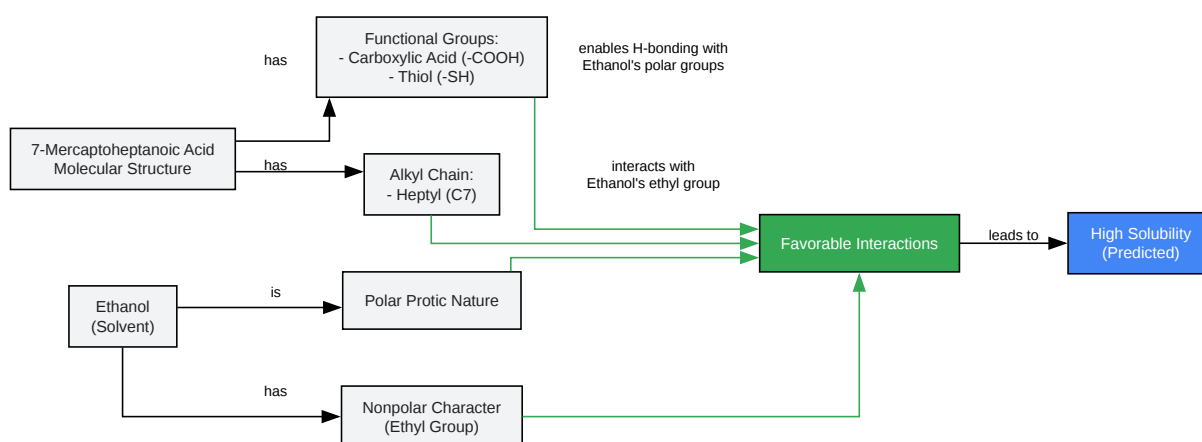 has
Functional Groups:
- Carboxylic Acid (-COOH)
- Thiol (-SH)
enables H-bonding with
Ethanol's polar groups
7-Mercaptoheptanoic Acid
Molecular Structure
has
Alkyl Chain:
- Heptyl (C7)
interacts with
Ethanol's ethyl group
Favorable Interactions
leads to
High Solubility
(Predicted)
Ethanol
(Solvent)
is
Polar Protic Nature
has
Nonpolar Character
(Ethyl Group)